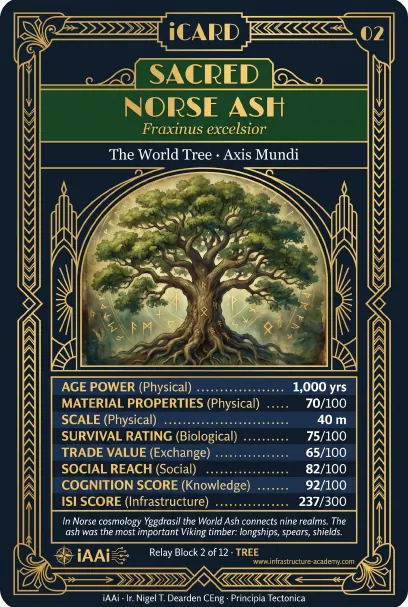 iCARD
02
SACRED
NORSE ASH
Fraxinus excelsior
The World Tree · Axis Mundi
AGE POWER (Physical) .................. 1,000 yrs
MATERIAL PROPERTIES (Physical) ..... 70/100
SCALE (Physical) ............................... 40 m
SURVIVAL RATING (Biological) ......... 75/100
TRADE VALUE (Exchange) ................ 65/100
SOCIAL REACH (Social) .................... 82/100
COGNITION SCORE (Knowledge) ...... 92/100
ISI SCORE (Infrastructure) ............... 237/300
In Norse cosmology Yggdrasil the World Ash connects nine realms. The
ash was the most important Viking timber: longships, spears, shields.
iAAi
Relay Block 2 of 12 · TREE
www.infrastructure-academy.com
iAAi · Ir. Nigel T. Dearden CEng · Principia Tectonica